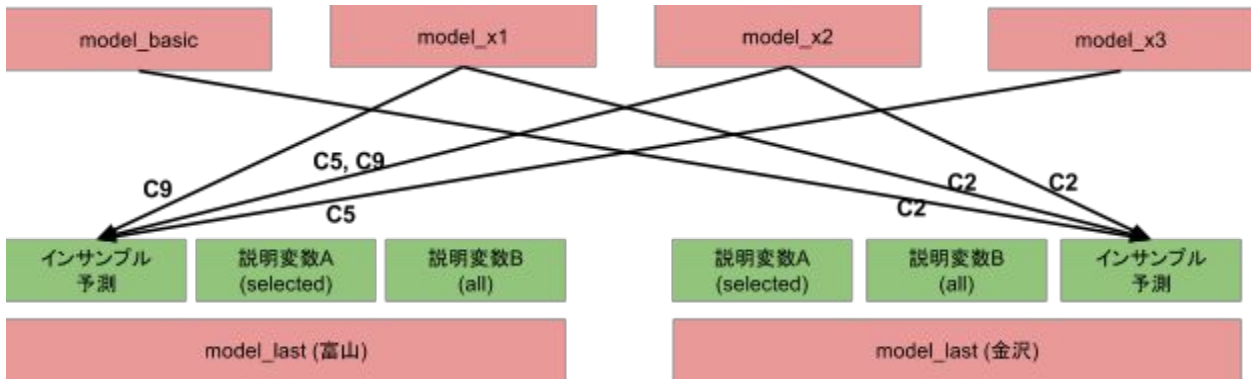 model_basic
model_x1
model_x2
model_x3
C5, C9
C9
C5
C2
C2
C2
インサンプル
予測
説明変数A
(selected)
説明変数B
(all)
説明変数A
(selected)
説明変数B
(all)
インサンプル
予測
model_last (富山)
model_last (金沢)